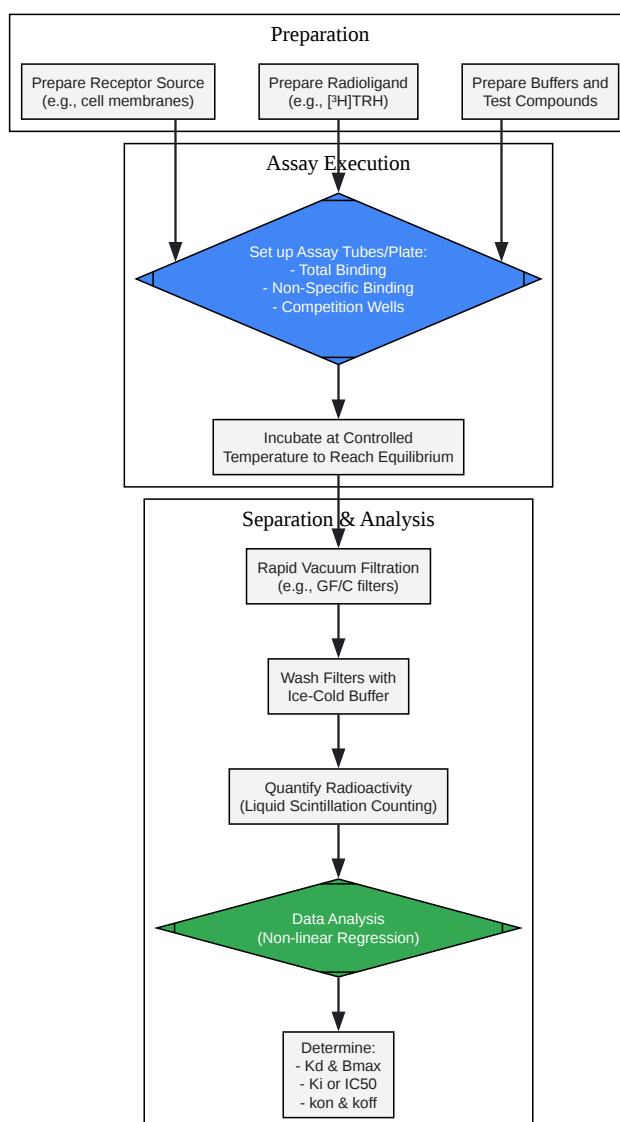 Preparation
Prepare Receptor Source
(e.g., cell membranes)
Prepare Radioligand
(e.g., [³H]TRH)
Prepare Buffers and
Test Compounds
Assay Execution
Set up Assay Tubes/Plate:
- Total Binding
- Non-Specific Binding
- Competition Wells
Incubate at Controlled
Temperature to Reach Equilibrium
Separation & Analysis
Rapid Vacuum Filtration
(e.g., GF/C filters)
Wash Filters with
Ice-Cold Buffer
Quantify Radioactivity
(Liquid Scintillation Counting)
Data Analysis
(Non-linear Regression)
Determine:
- Kd & Bmax
- Ki or IC50
- kon & koff